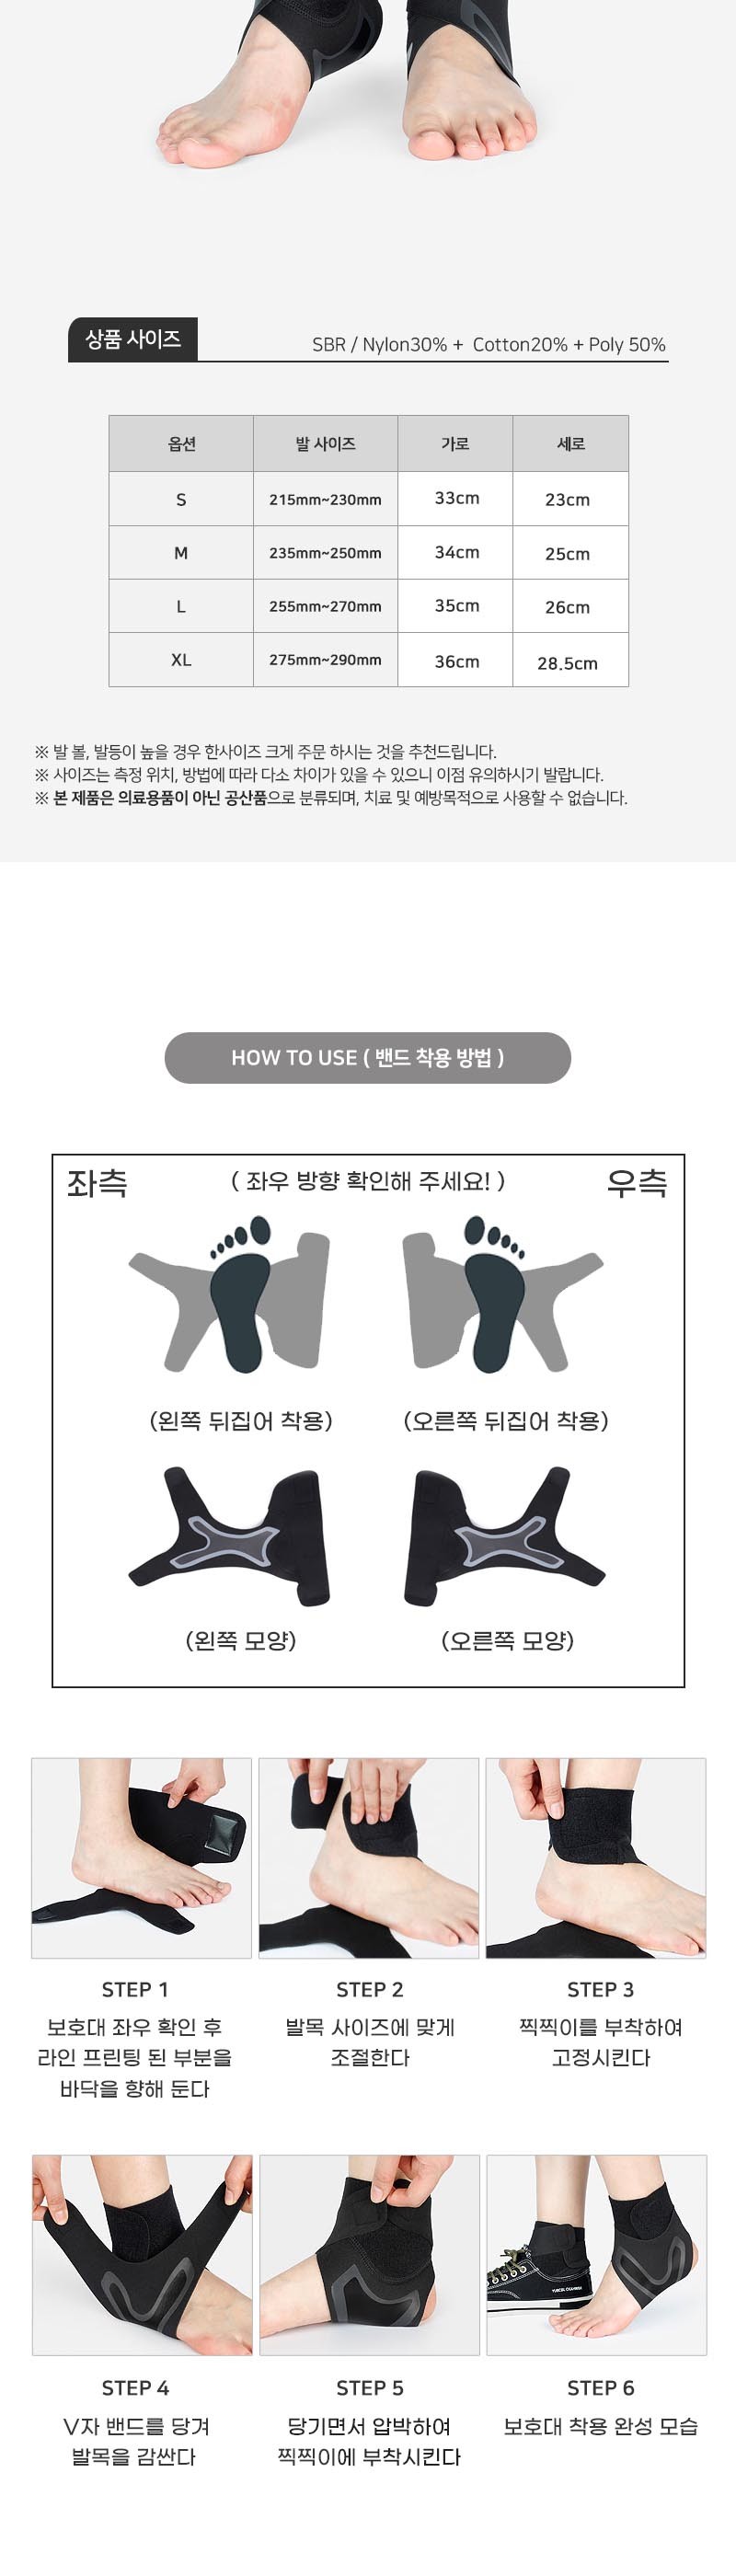 상품 사이즈
SBR / Nylon30% + Cotton20% + Poly 50%
옵션 발 사이즈 가로 세로
S 215mm~230mm 33cm 23cm
M 235mm~250mm 34cm 25cm
L 255mm~270mm 35cm 26cm
XL 275mm~290mm 36cm 28.5cm
※ 발 볼, 발등이 높을 경우 한사이즈 크게 주문 하시는 것을 추천드립니다.
※ 사이즈는 측정 위치, 방법에 따라 다소 차이가 있을 수 있으니 이점 유의하시기 발랍니다.
※ 본 제품은 의료용품이 아닌 공산품으로 분류되며, 치료 및 예방목적으로 사용할 수 없습니다.
HOW TO USE ( 밴드 착용 방법 )
좌측 ( 좌우 방향 확인해 주세요! ) 우측
(왼쪽 뒤집어 착용) (오른쪽 뒤집어 착용)
(왼쪽 모양) (오른쪽 모양)
STEP 1
보호대 좌우 확인 후
라인 프린팅 된 부분을
바닥을 향해 둔다
STEP 2
발목 사이즈에 맞게
조절한다
STEP 3
찍찍이를 부착하여
고정시킨다
STEP 4
V자 밴드를 당겨
발목을 감싼다
STEP 5
당기면서 압박하여
찍찍이에 부착시킨다
STEP 6
보호대 착용 완성 모습